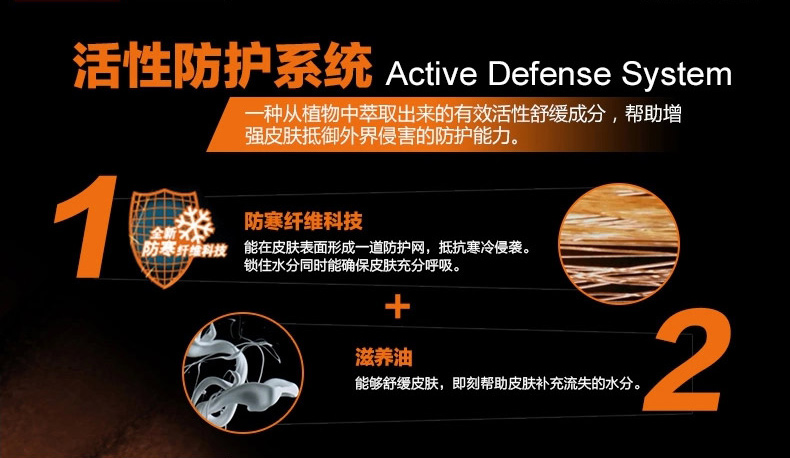 活性防护系统 Active Defense System
一种从植物中萃取出来的有效活性舒缓成分，帮助增
强皮肤抵御外界侵害的防护能力。
1
全新
防寒纤维科技
防寒纤维科技
能在皮肤表面形成一道防护网，抵抗寒冷侵袭。
锁住水分同时能确保皮肤充分呼吸。
+
2
滋养油
能够舒缓皮肤，即刻帮助皮肤补充流失的水分。